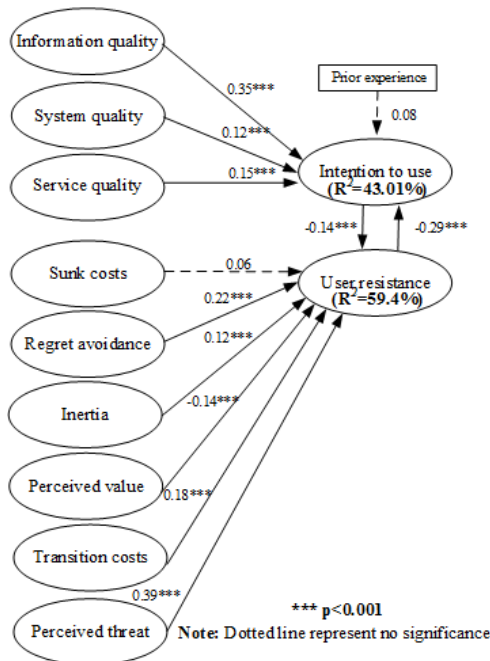 Information quality
Prior experience
0.35***
System quality
0.08
0.12***
Service quality
0.15***
Intention to use
(R²=43.01%)
-0.14***
-0.29***
Sunk costs
0.06
User resistance
(R²=59.4%)
0.22***
Regret avoidance
0.12***
Inertia
-0.14***
Perceived value
0.18***
Transition costs
0.39***
Perceived threat
*** p<0.001
Note: Dotted line represent no significance